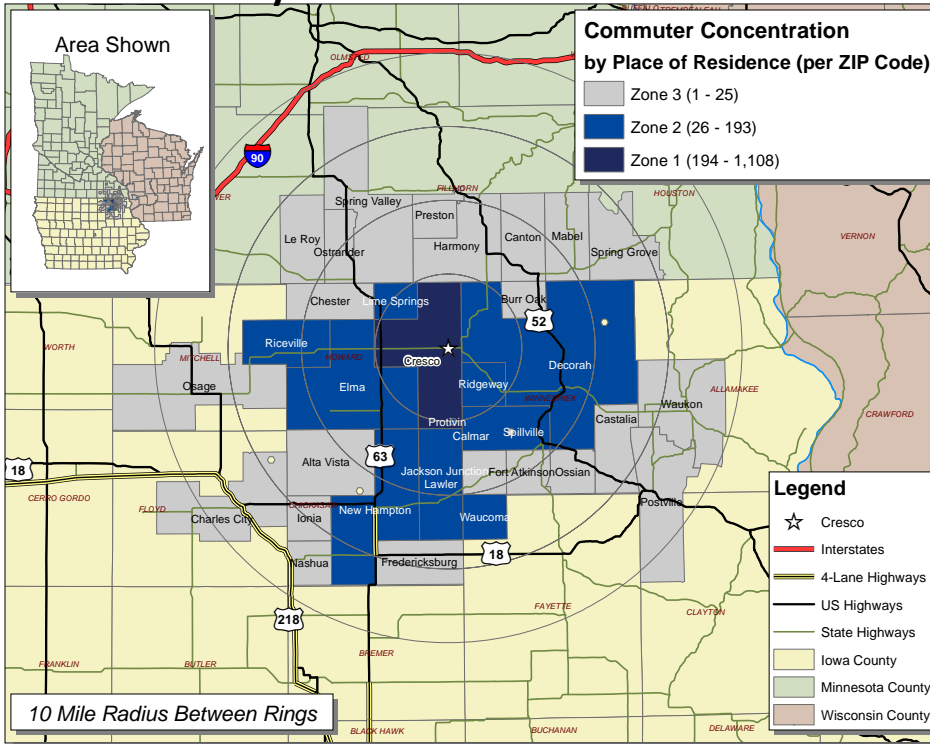 Area Shown
Commuter Concentration
by Place of Residence (per ZIP Code)
Zone 3 (1 - 25)
Zone 2 (26 - 193)
Zone 1 (194 - 1,108)
OLMSTED
90
FILLMORN
HOUSTON
VERNON
Spring Valley
Preston
Le Roy
Ostrander
Harmony
Canton
Mabel
Spring Grove
Chester
Lime Springs
Burr Oak
52
WORTH
MITCHELL
Riceville
HOWARD
Cresco
Decorah
Osage
Elma
Ridgeway
WINNESHIEK
ALLAMAKEE
Waukon
CRAWFORD
Castalia
Protivin
Calmar
Spillville
63
18
Alta Vista
Jackson Junction
Fort Atkinson
Ossian
Lawler
CERRO GORDO
FLOYD
Charles City
CHICKASAW
Ionia
New Hampton
Waucoma
Postville
18
Nashua
Fredericksburg
218
FAYETTE
CLAYTON
BREMER
FRANKLIN
BUTLER
BLACK HAWK
BUCHANAN
DELAWARE
Legend
Cresco
Interstates
4-Lane Highways
US Highways
State Highways
Iowa County
Minnesota County
Wisconsin County
10 Mile Radius Between Rings